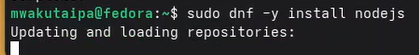 mwakutaipa@fedora:~$ sudo dnf -y install nodejs
Updating and loading repositories: